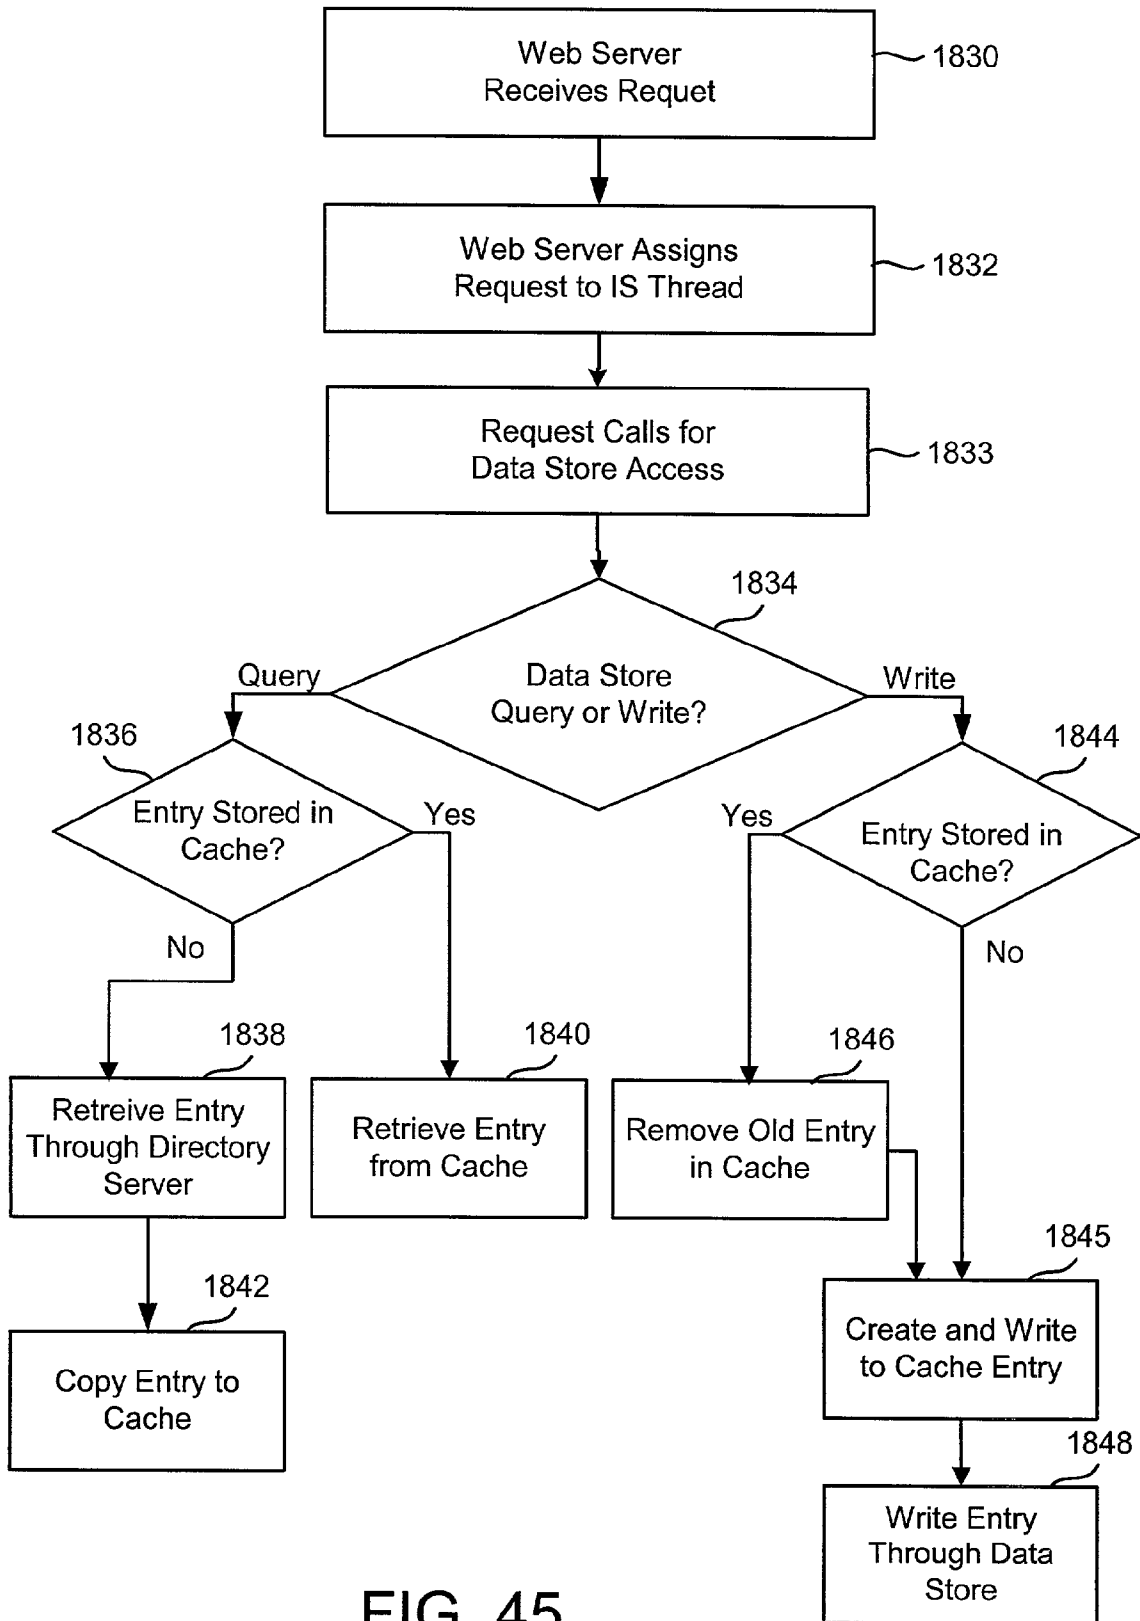 Web Server
Receives Requet
1830
Web Server Assigns
Request to IS Thread
1832
Request Calls for
Data Store Access
1833
1834
Data Store
Query or Write?
Query
Write
1836
Entry Stored in
Cache?
Yes
No
1844
Entry Stored in
Cache?
Yes
No
1838
Retreive Entry
Through Directory
Server
1840
Retrieve Entry
from Cache
1846
Remove Old Entry
in Cache
1842
Copy Entry to
Cache
1845
Create and Write
to Cache Entry
1848
Write Entry
Through Data
Store
FIG. 45